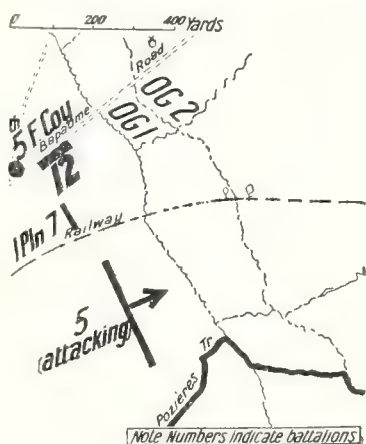 0 200 400 Yards
Road
OG 2
OG 1
Bapaume
5 F Coy
12
1 Pln 7
Railway
5
(attacking)
Tr
Pozières
Note Numbers indicate battalions